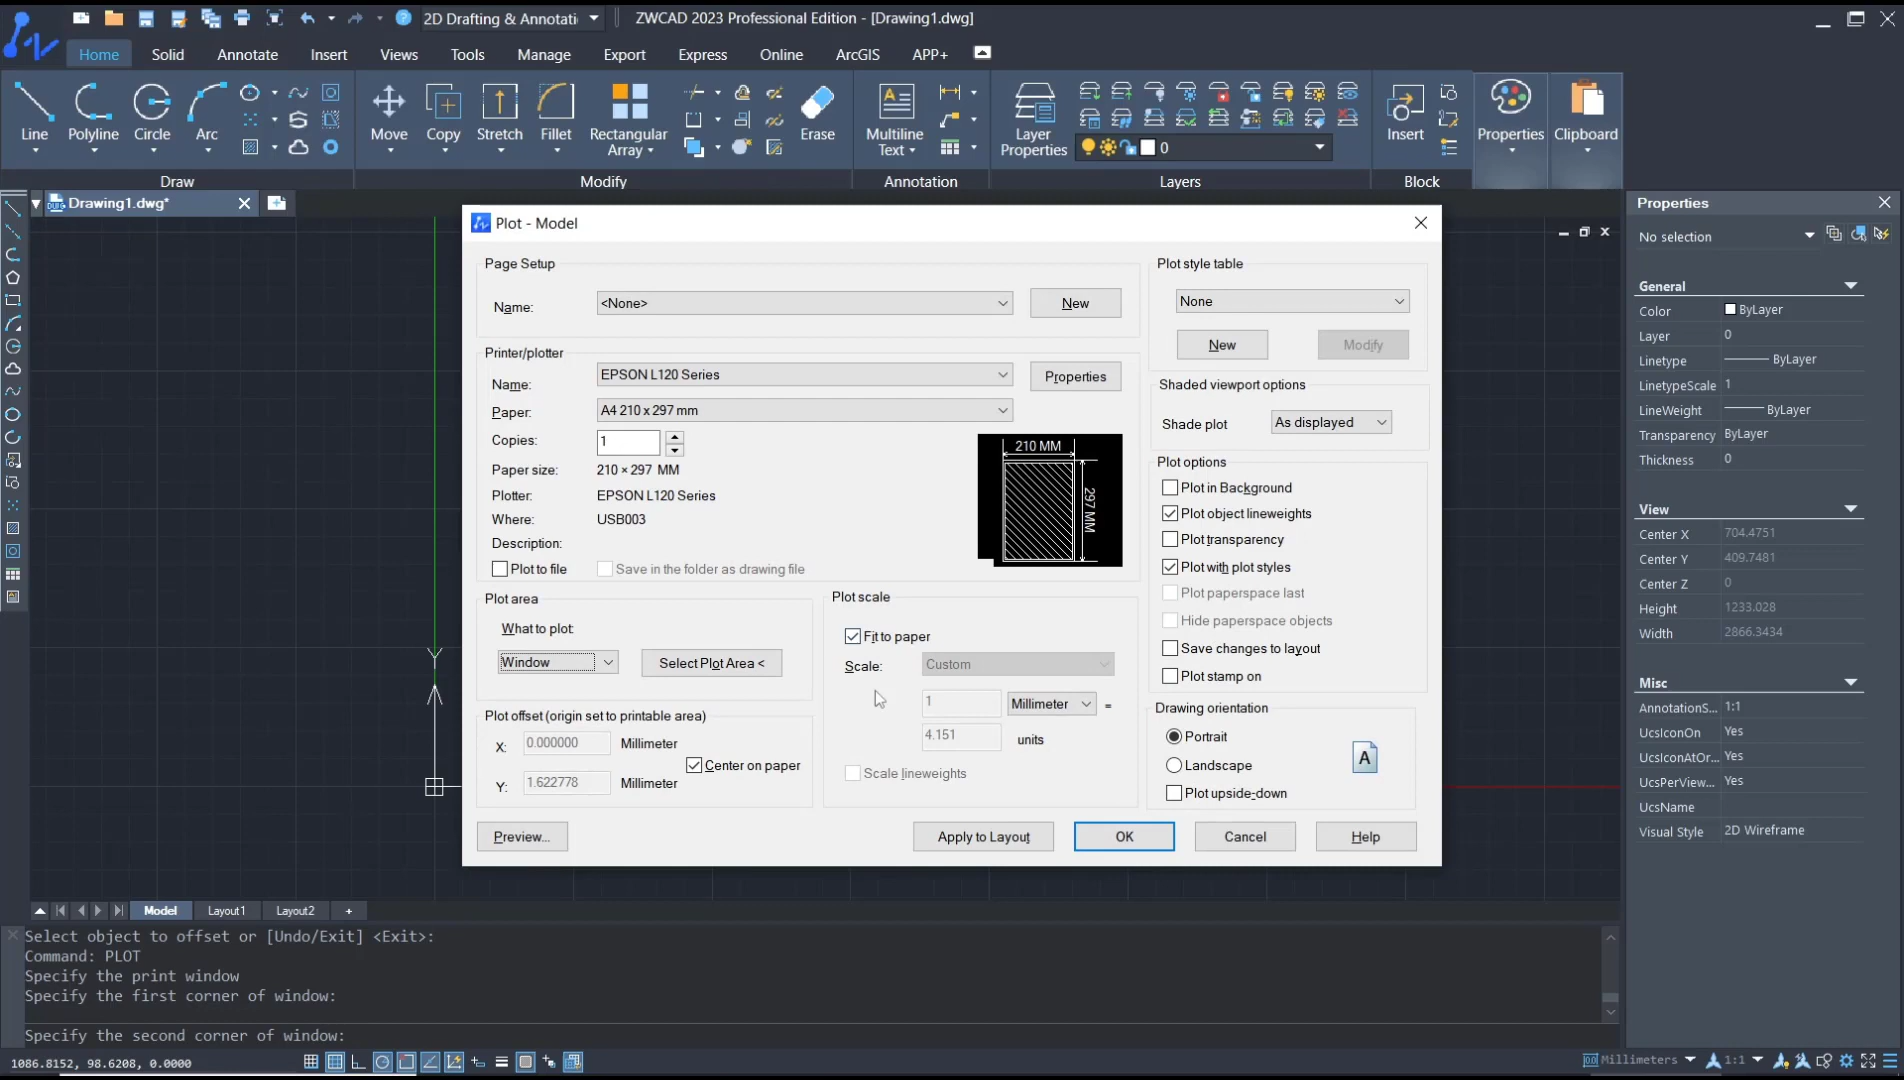 2D Drafting & Annotati
ZWCAD 2023 Professional Edition - [Drawing1.dwg]
Home Solid Annotate Insert Views Tools Manage Export Express Online ArcGIS APP+
Line Polyline Circle Arc
Move Copy Stretch Fillet Rectangular Array Erase
Multiline Text
Layer Properties
0
Insert Properties Clipboard
Draw Modify Annotation Layers Block
Drawing1.dwg*
Plot - Model
Page Setup
Name: <None> New
Printer/plotter
Name: EPSON L120 Series Properties
Paper: A4 210 x 297 mm
Copies: 1
Paper size: 210 × 297 MM
Plotter: EPSON L120 Series
Where: USB003
Description:
Plot to file Save in the folder as drawing file
210 MM
297 MM
Plot area
What to plot:
Window Select Plot Area <
Plot scale
Fit to paper
Scale: Custom
1 Millimeter =
4.151 units
Scale lineweights
Plot offset (origin set to printable area)
X: 0.000000 Millimeter
Center on paper
Y: 1.622778 Millimeter
Plot style table
None
New Modify
Shaded viewport options
Shade plot As displayed
Plot options
Plot in Background
Plot object lineweights
Plot transparency
Plot with plot styles
Plot paperspace last
Hide paperspace objects
Save changes to layout
Plot stamp on
Drawing orientation
Portrait
Landscape
Plot upside-down
A
Preview... Apply to Layout OK Cancel Help
Y
Properties
No selection
General
Color ByLayer
Layer 0
Linetype ByLayer
LinetypeScale 1
LineWeight ByLayer
Transparency ByLayer
Thickness 0
View
Center X 704.4751
Center Y 409.7481
Center Z 0
Height 1233.028
Width 2866.3434
Misc
AnnotationS... 1:1
UcsIconOn Yes
UcsIconAtOr... Yes
UcsPerView... Yes
UcsName
Visual Style 2D Wireframe
Model Layout1 Layout2 +
Select object to offset or [Undo/Exit] <Exit>:
Command: PLOT
Specify the print window
Specify the first corner of window:
Specify the second corner of window:
1086.8152, 98.6208, 0.0000
Millimeters 1:1